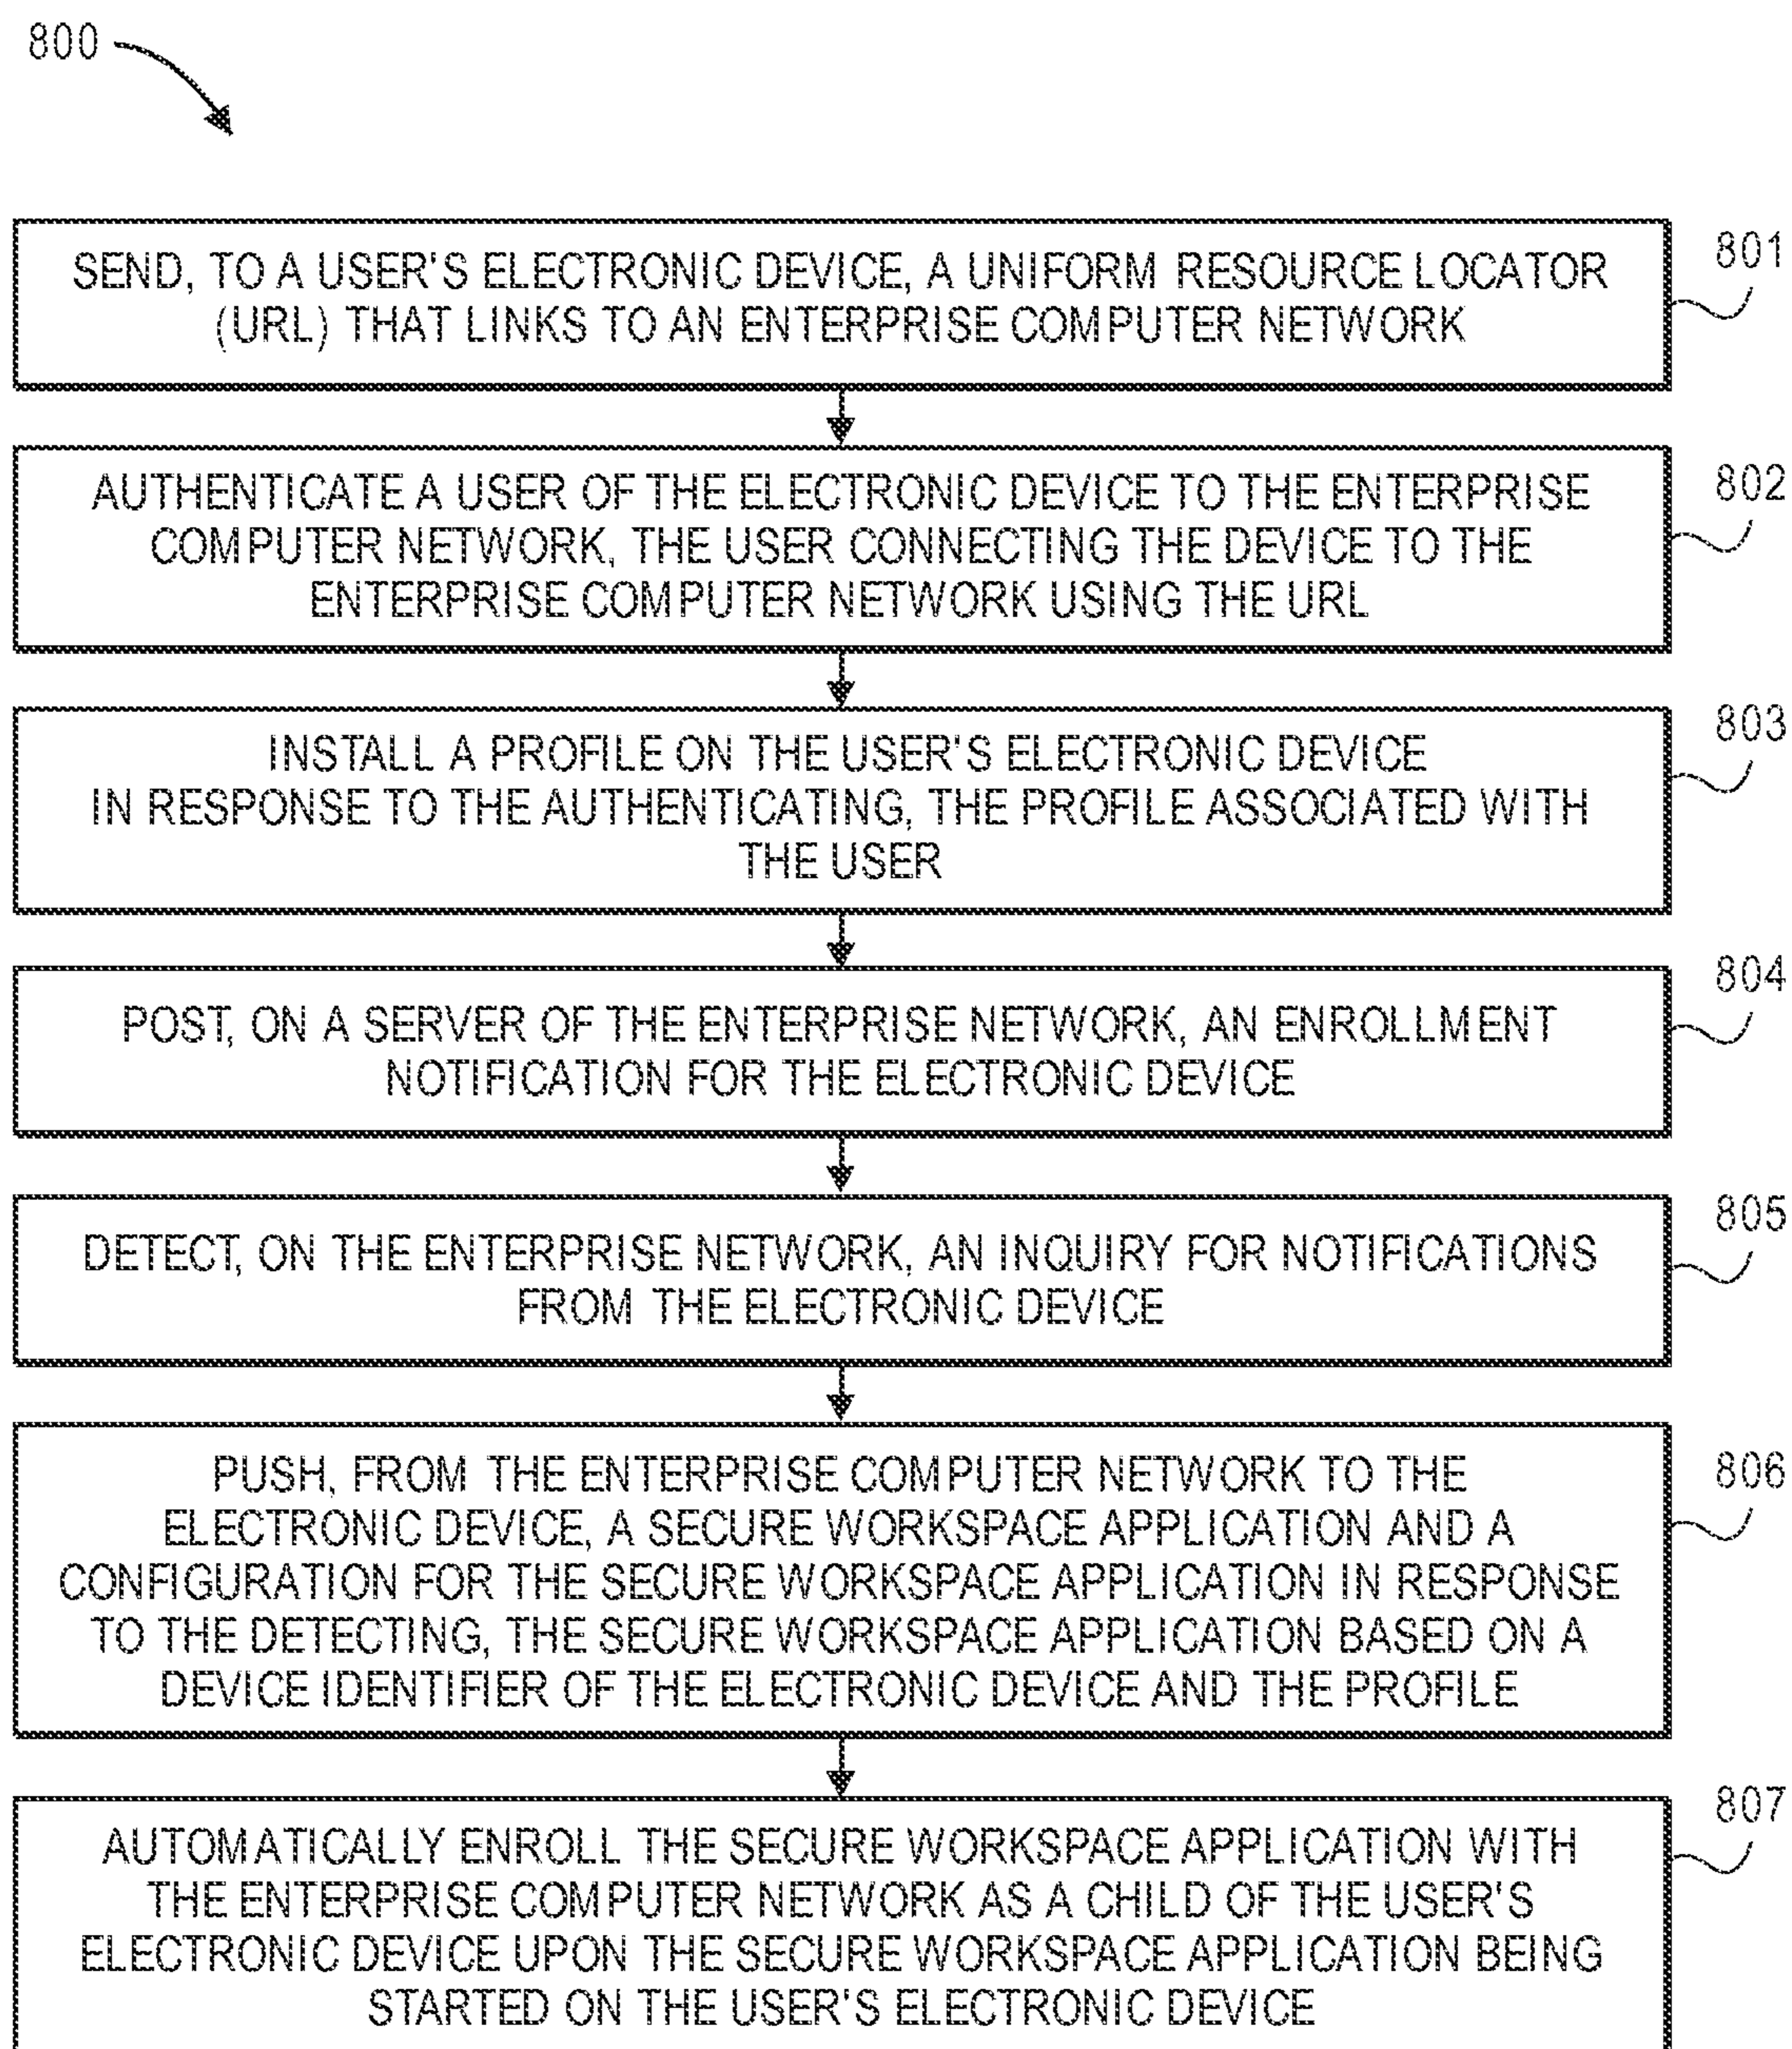 800
801
SEND, TO A USER'S ELECTRONIC DEVICE, A UNIFORM RESOURCE LOCATOR
(URL) THAT LINKS TO AN ENTERPRISE COMPUTER NETWORK
802
AUTHENTICATE A USER OF THE ELECTRONIC DEVICE TO THE ENTERPRISE
COMPUTER NETWORK, THE USER CONNECTING THE DEVICE TO THE
ENTERPRISE COMPUTER NETWORK USING THE URL
803
INSTALL A PROFILE ON THE USER'S ELECTRONIC DEVICE
IN RESPONSE TO THE AUTHENTICATING, THE PROFILE ASSOCIATED WITH
THE USER
804
POST, ON A SERVER OF THE ENTERPRISE NETWORK, AN ENROLLMENT
NOTIFICATION FOR THE ELECTRONIC DEVICE
805
DETECT, ON THE ENTERPRISE NETWORK, AN INQUIRY FOR NOTIFICATIONS
FROM THE ELECTRONIC DEVICE
806
PUSH, FROM THE ENTERPRISE COMPUTER NETWORK TO THE
ELECTRONIC DEVICE, A SECURE WORKSPACE APPLICATION AND A
CONFIGURATION FOR THE SECURE WORKSPACE APPLICATION IN RESPONSE
TO THE DETECTING, THE SECURE WORKSPACE APPLICATION BASED ON A
DEVICE IDENTIFIER OF THE ELECTRONIC DEVICE AND THE PROFILE
807
AUTOMATICALLY ENROLL THE SECURE WORKSPACE APPLICATION WITH
THE ENTERPRISE COMPUTER NETWORK AS A CHILD OF THE USER'S
ELECTRONIC DEVICE UPON THE SECURE WORKSPACE APPLICATION BEING
STARTED ON THE USER'S ELECTRONIC DEVICE